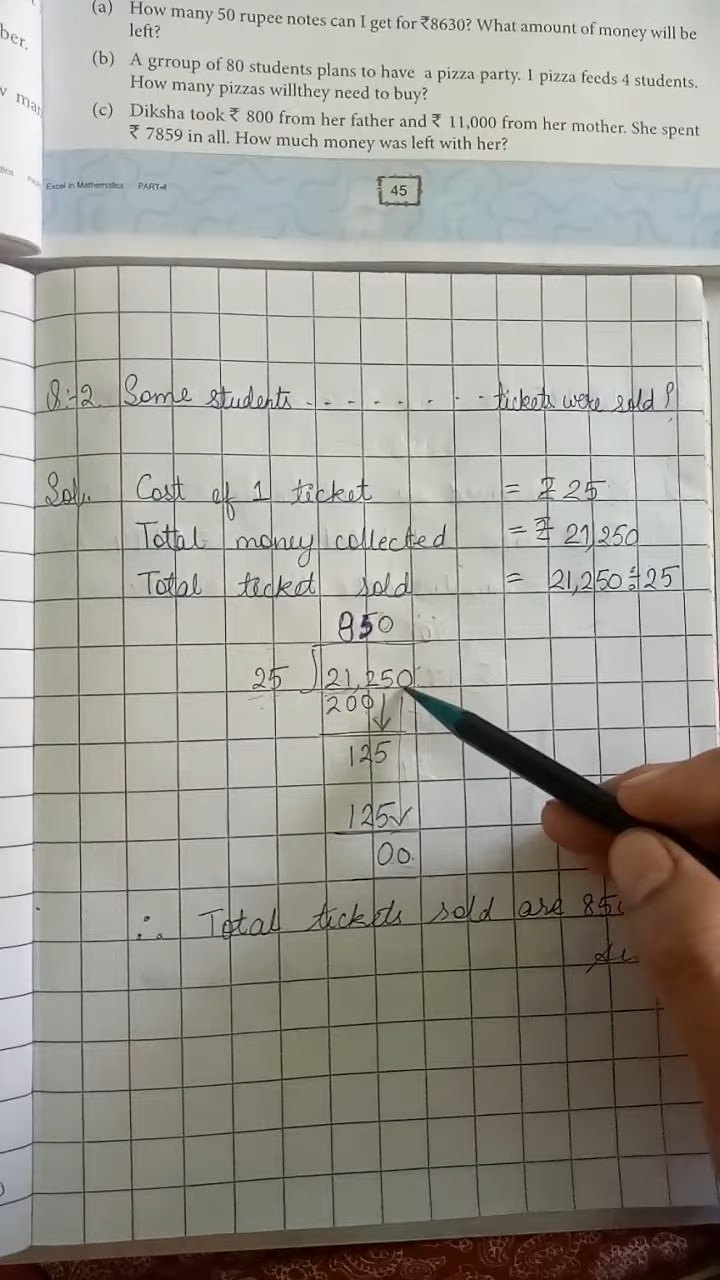 ber.
(a) How many 50 rupee notes can I get for ₹8630? What amount of money will be
left?
(b) A grroup of 80 students plans to have a pizza party. 1 pizza feeds 4 students.
How many pizzas willthey need to buy?
(c) Diksha took ₹ 800 from her father and ₹ 11,000 from her mother. She spent
₹ 7859 in all. How much money was left with her?
Excel in Mathematics PART-4
45
Q:-2 Some students - - - - - - tickets were sold?
Sol. Cost of 1 ticket = ₹ 25
Total money collected = ₹ 21,250
Total ticket sold = 21,250 ÷ 25
850
25 21,250
200
125
125
00
∴ Total tickets sold are 85